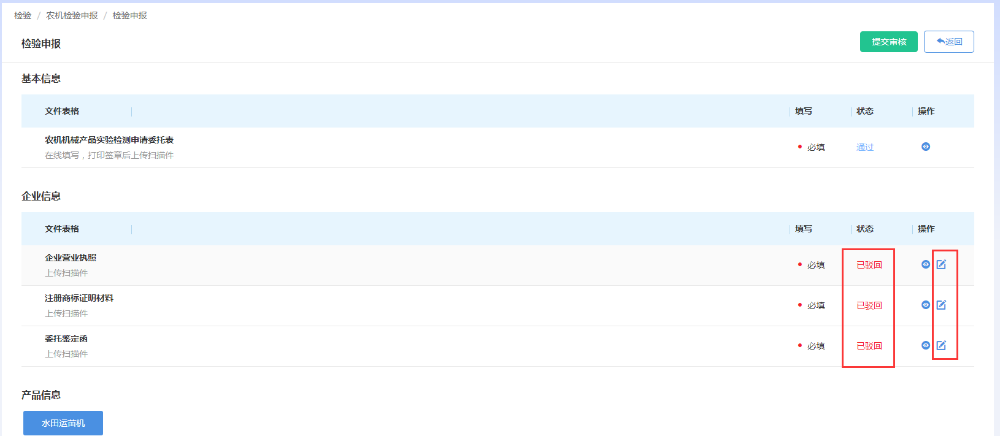 检验 / 农机检验申报 / 检验申报
检验申报
提交审核 返回
基本信息
文件表格 填写 状态 操作
农机机械产品实验检测申请委托表
在线填写，打印签章后上传扫描件
必填 通过
企业信息
文件表格 填写 状态 操作
企业营业执照
上传扫描件
必填 已驳回
注册商标证明材料
上传扫描件
必填 已驳回
委托鉴定函
上传扫描件
必填 已驳回
产品信息
水田运苗机